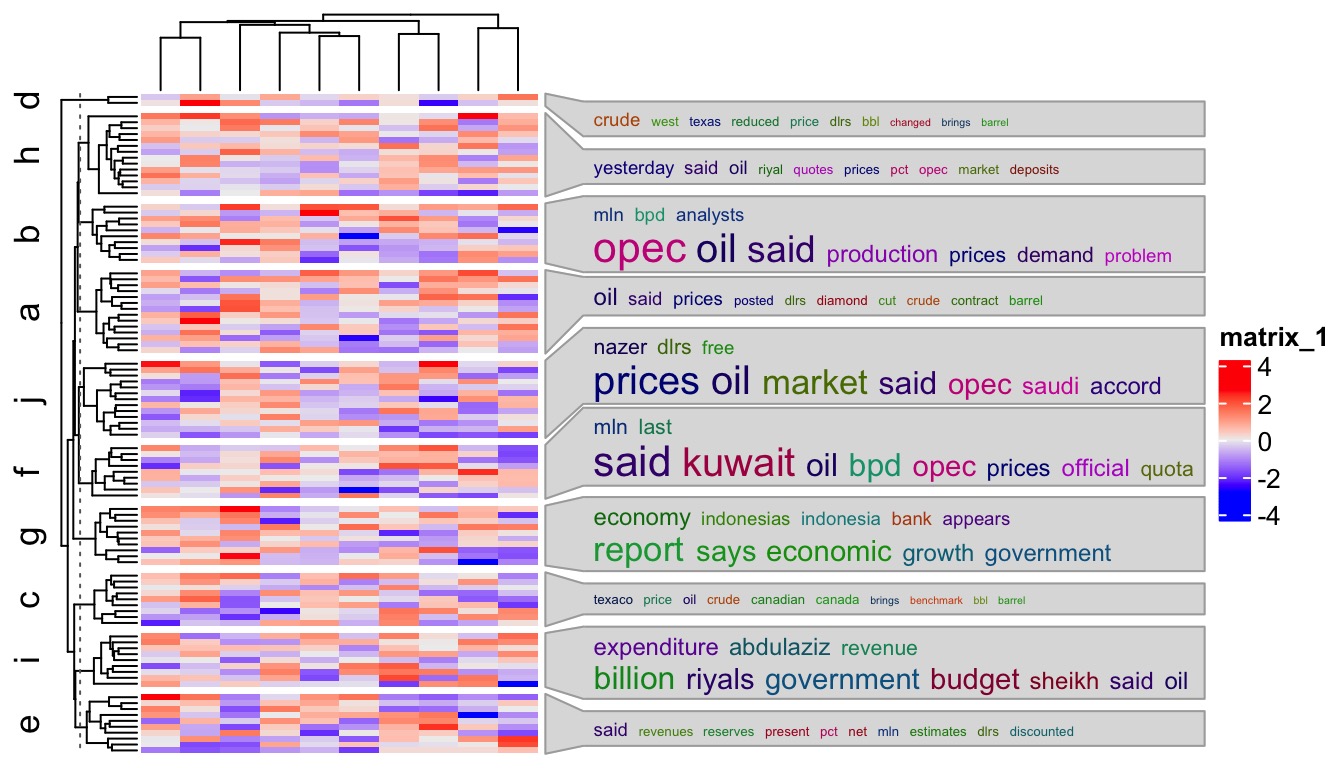 d
crude west texas reduced price dlrs bbl changed brings barrel
h
yesterday said oil riyal quotes prices pct opec market deposits
b
mln bpd analysts
opec oil said production prices demand problem
a
oil said prices posted dlrs diamond cut crude contract barrel
j
nazer dlrs free
prices oil market said opec saudi accord
f
mln last
said kuwait oil bpd opec prices official quota
g
economy indonesias indonesia bank appears
report says economic growth government
c
texaco price oil crude canadian canada brings benchmark bbl barrel
i
expenditure abdulaziz revenue
billion riyals government budget sheikh said oil
e
said revenues reserves present pct net mln estimates dlrs discounted
matrix_1
4
2
0
-2
-4